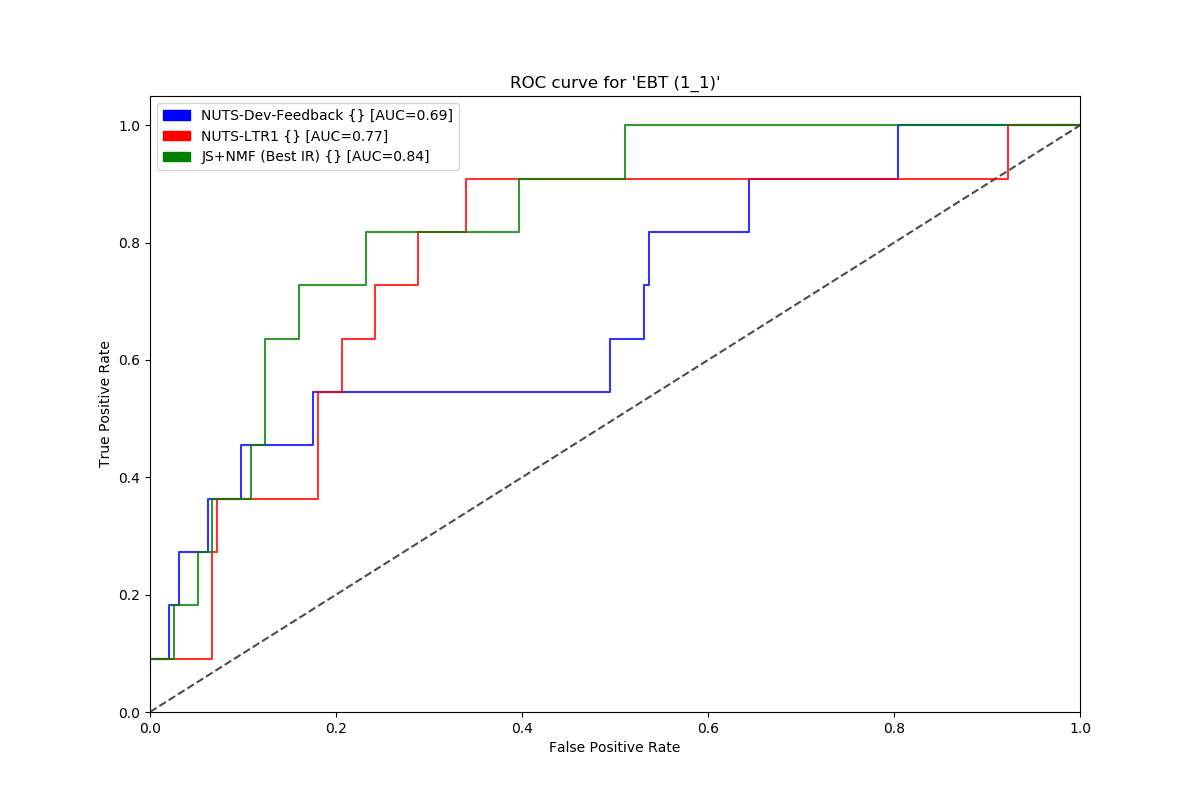 ROC curve for 'EBT (1_1)'
NUTS-Dev-Feedback {} [AUC=0.69]
NUTS-LTR1 {} [AUC=0.77]
JS+NMF (Best IR) {} [AUC=0.84]
True Positive Rate
1.0
0.8
0.6
0.4
0.2
0.0
0.0 0.2 0.4 0.6 0.8 1.0
False Positive Rate